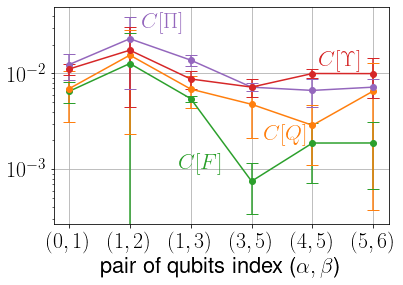 C[Π]
C[Υ]
10⁻²
C[Q]
C[F]
10⁻³
(0, 1) (1, 2) (1, 3) (3, 5) (4, 5) (5, 6)
pair of qubits index (α, β)